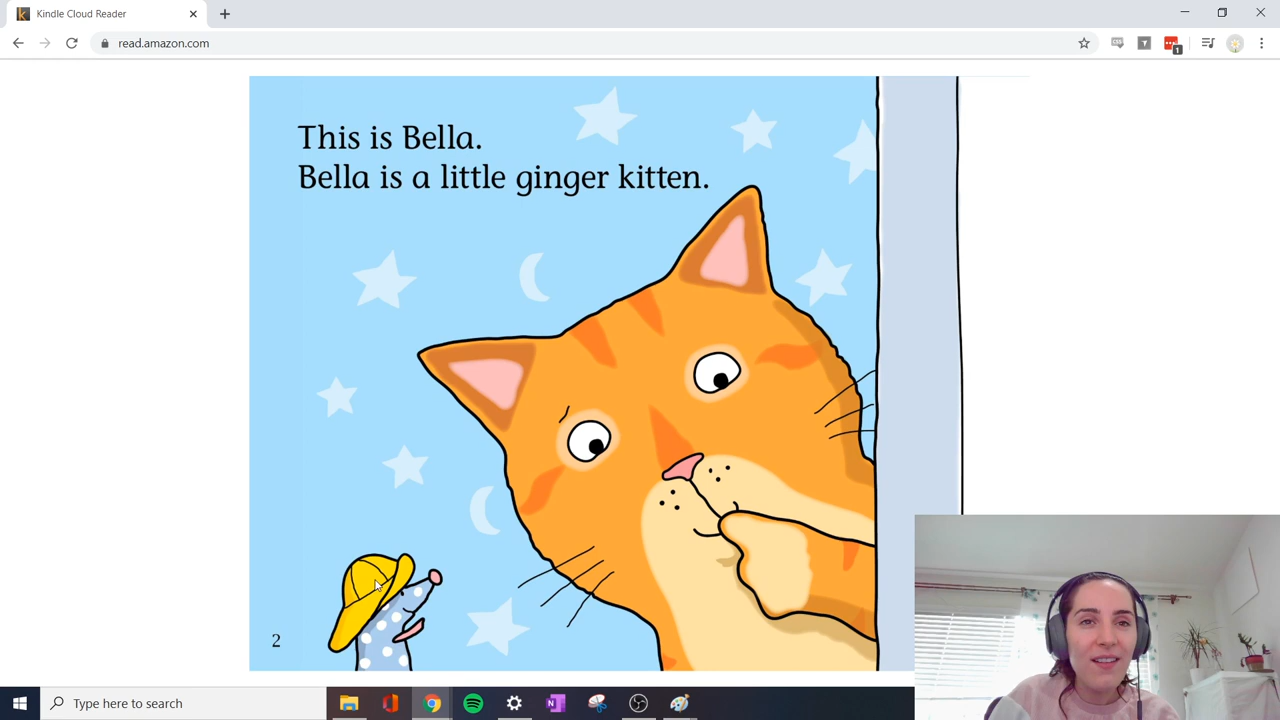 Kindle Cloud Reader
read.amazon.com
1
This is Bella.
Bella is a little ginger kitten.
2
Type here to search